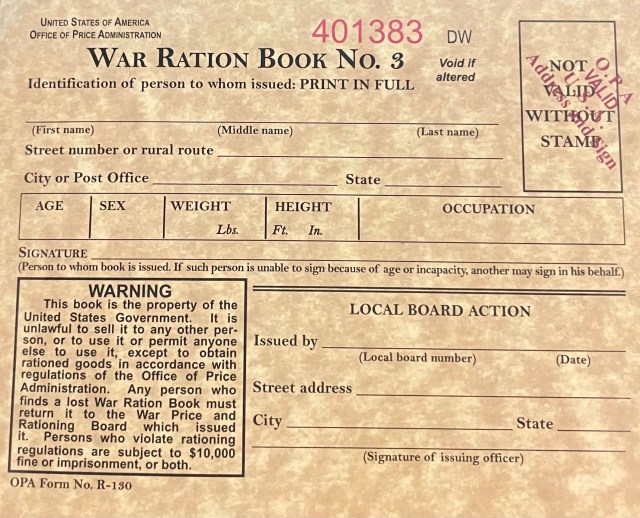 UNITED STATES OF AMERICA
OFFICE OF PRICE ADMINISTRATION
401383 DW
WAR RATION BOOK NO. 3
Void if
altered
Identification of person to whom issued: PRINT IN FULL
(First name) (Middle name) (Last name)
Street number or rural route
City or Post Office State
NOT
VALID
WITHOUT
STAMP
O. P. A
VALID
U. S.
Address and sign
AGE SEX WEIGHT HEIGHT OCCUPATION
Lbs. Ft. In.
SIGNATURE
(Person to whom book is issued. If such person is unable to sign because of age or incapacity, another may sign in his behalf.)
WARNING
This book is the property of the
United States Government. It is
unlawful to sell it to any other per-
son, or to use it or permit anyone
else to use it, except to obtain
rationed goods in accordance with
regulations of the Office of Price
Administration. Any person who
finds a lost War Ration Book must
return it to the War Price and
Rationing Board which issued
it. Persons who violate rationing
regulations are subject to $10,000
fine or imprisonment, or both.
OPA Form No. R-130
LOCAL BOARD ACTION
Issued by
(Local board number) (Date)
Street address
City State
(Signature of issuing officer)